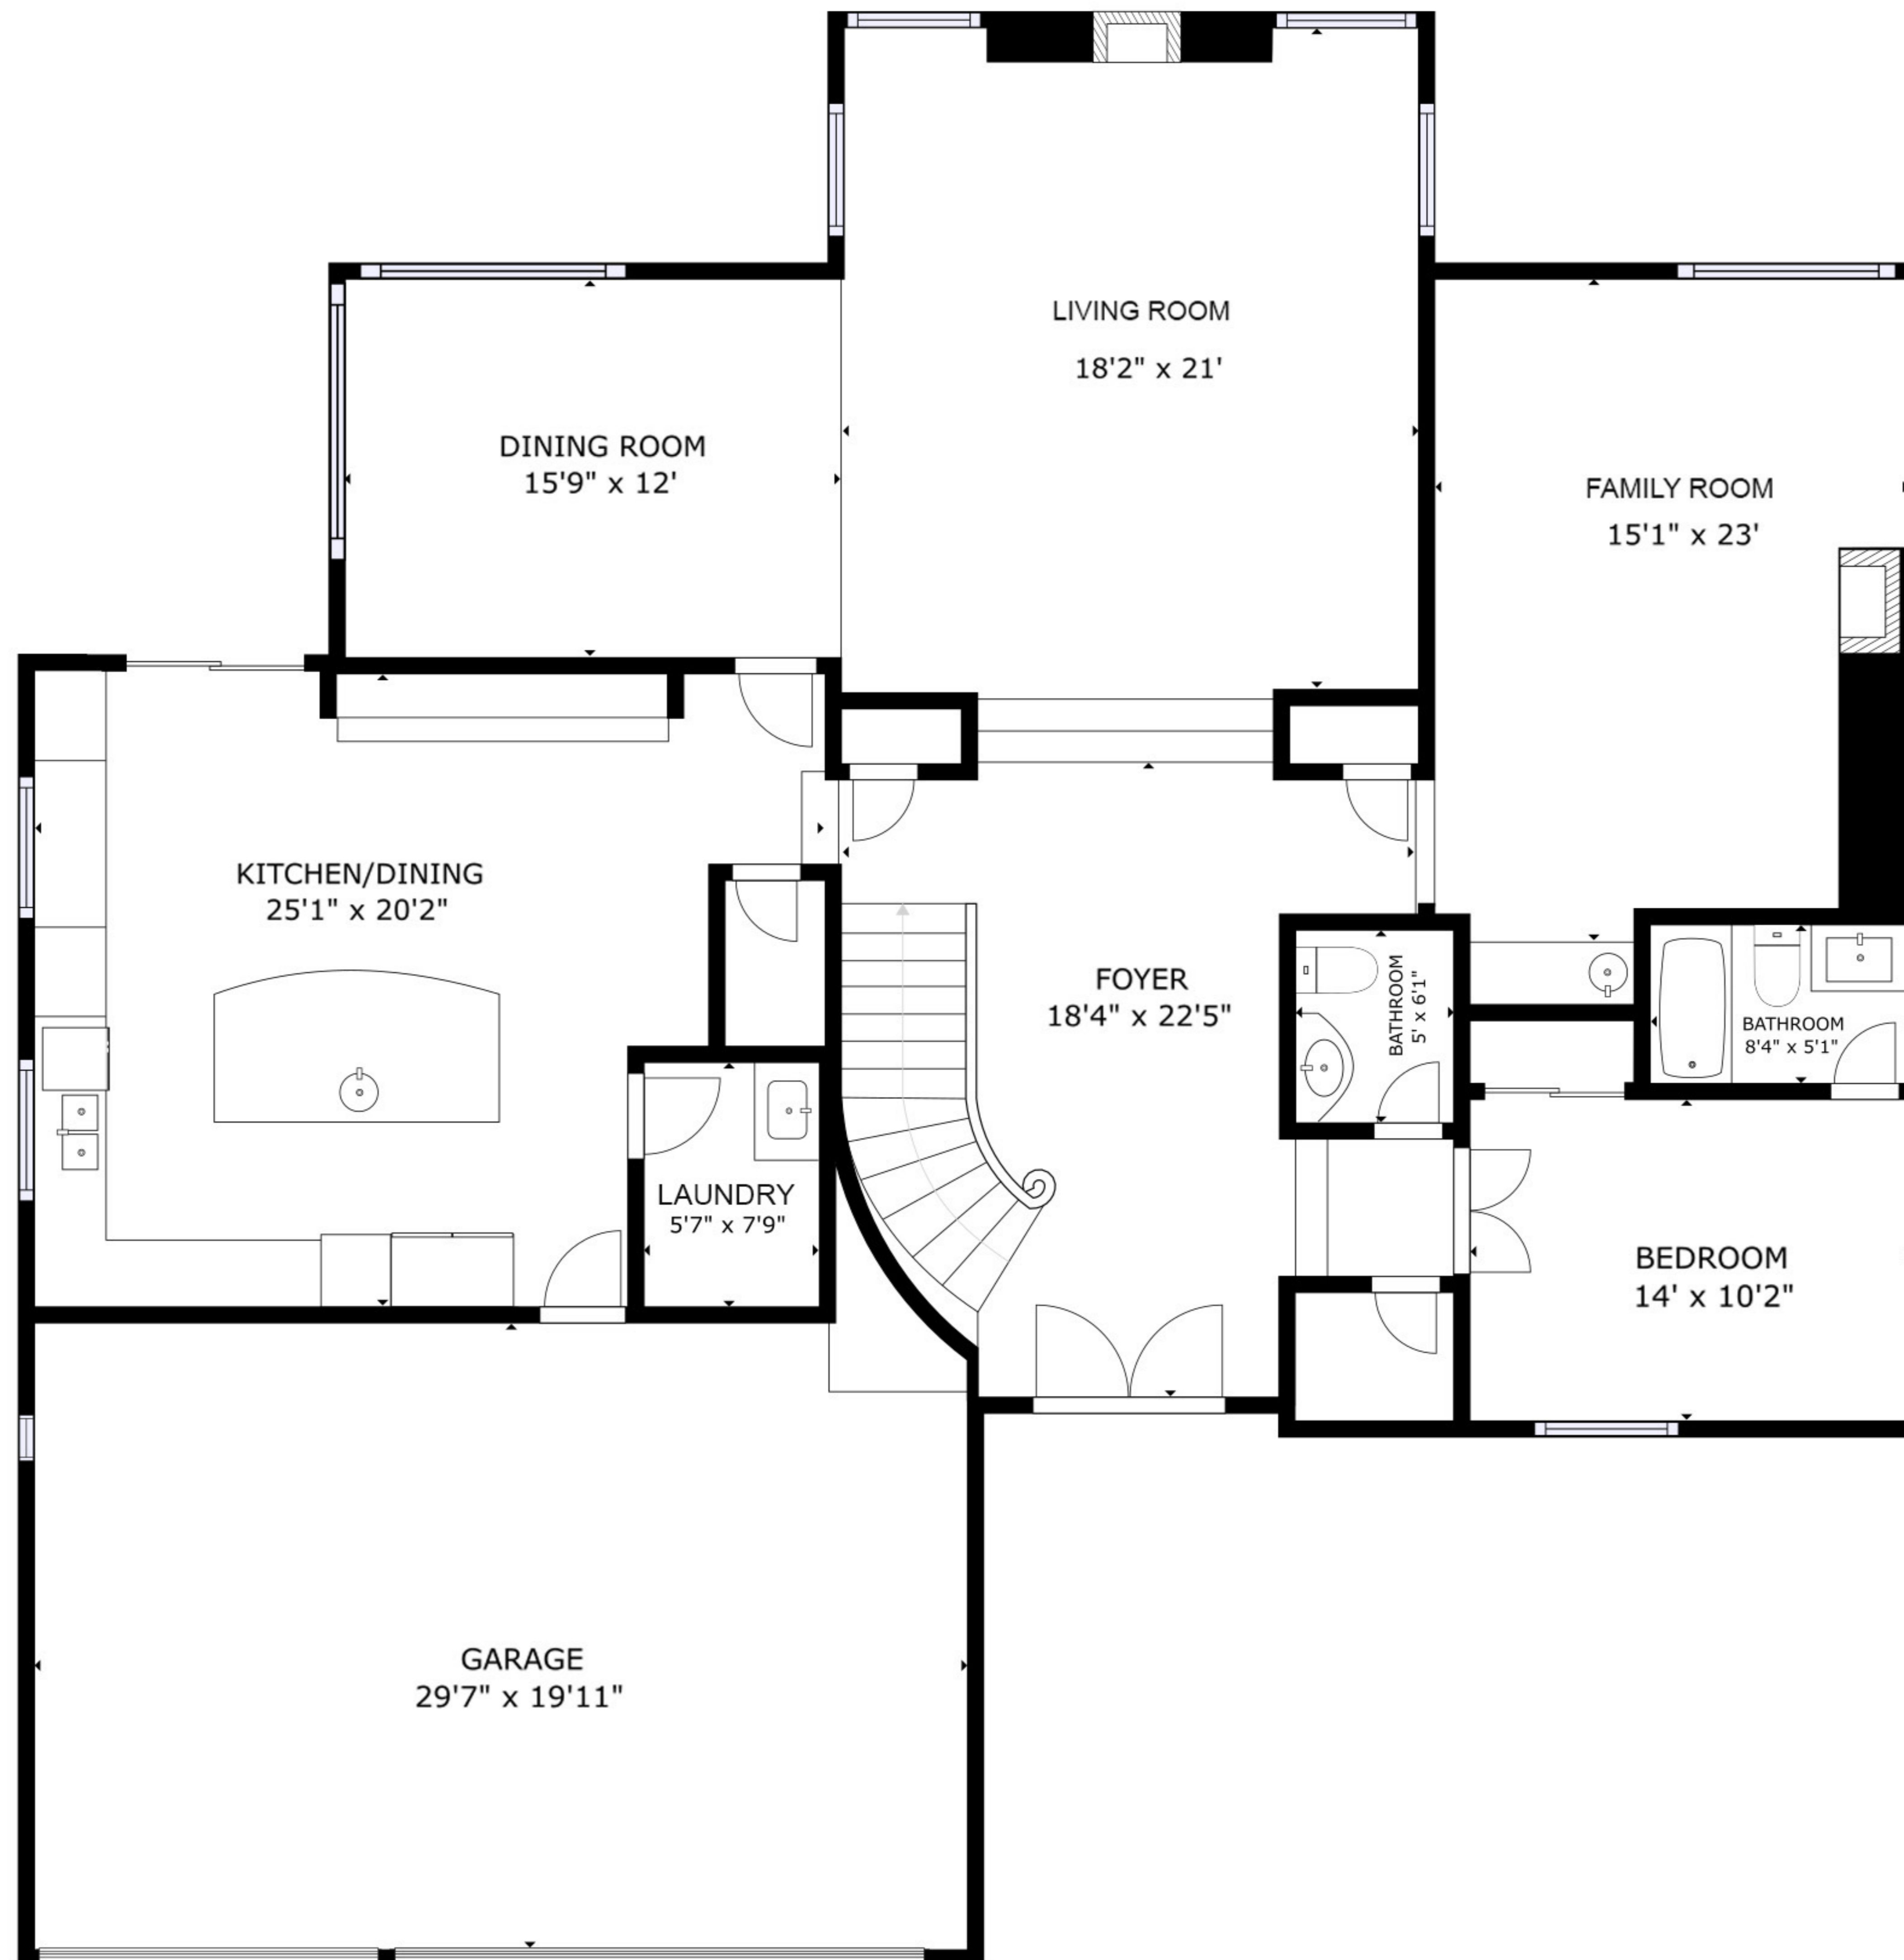 LIVING ROOM
18'2" x 21'
DINING ROOM
15'9" x 12'
FAMILY ROOM
15'1" x 23'
KITCHEN/DINING
25'1" x 20'2"
FOYER
18'4" x 22'5"
BATHROOM
5' x 6'1"
BATHROOM
8'4" x 5'1"
LAUNDRY
5'7" x 7'9"
BEDROOM
14' x 10'2"
GARAGE
29'7" x 19'11"